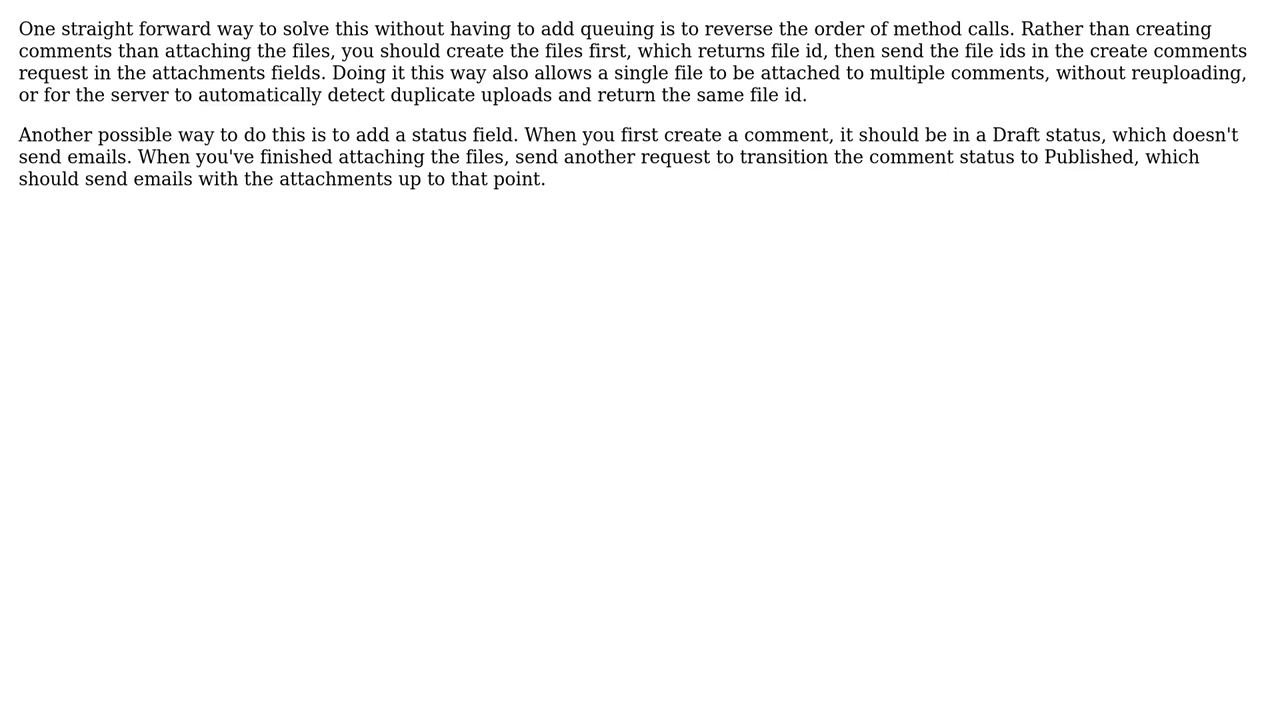 One straight forward way to solve this without having to add queuing is to reverse the order of method calls. Rather than creating
comments than attaching the files, you should create the files first, which returns file id, then send the file ids in the create comments
request in the attachments fields. Doing it this way also allows a single file to be attached to multiple comments, without reuploading,
or for the server to automatically detect duplicate uploads and return the same file id.
Another possible way to do this is to add a status field. When you first create a comment, it should be in a Draft status, which doesn't
send emails. When you've finished attaching the files, send another request to transition the comment status to Published, which
should send emails with the attachments up to that point.